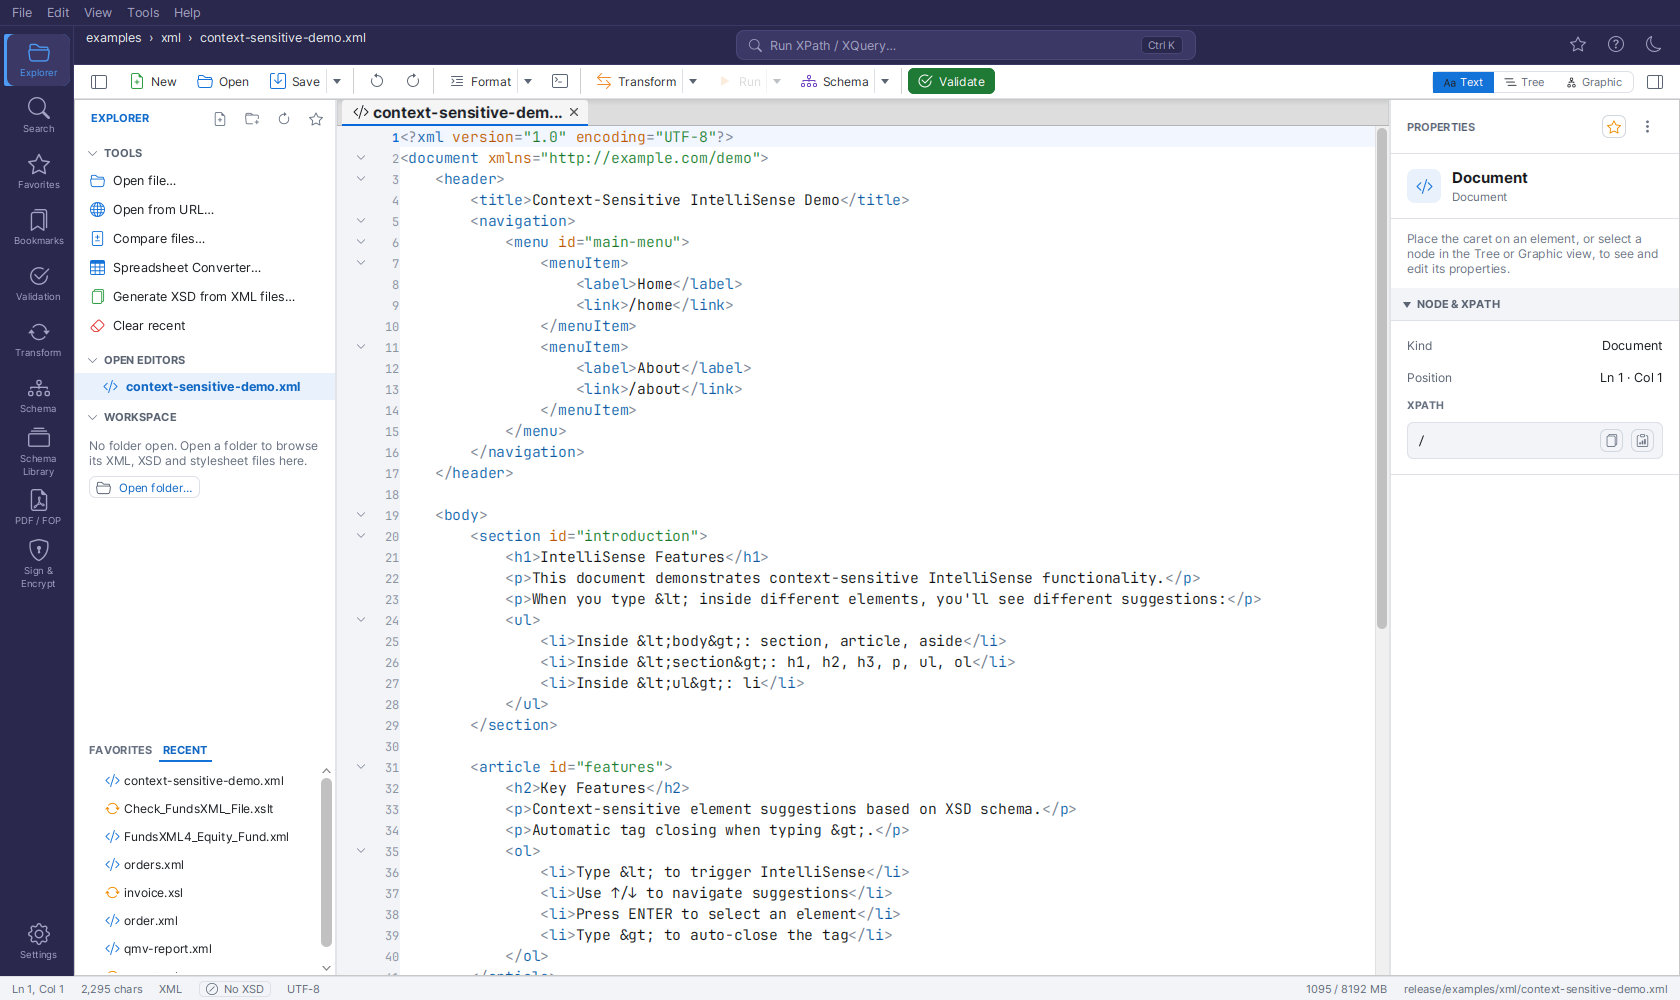 File Edit View Tools Help
examples › xml › context-sensitive-demo.xml
Run XPath / XQuery... Ctrl K
New Open Save Format Transform Run Schema Validate Aa Text Tree Graphic
Explorer
Search
Favorites
Bookmarks
Validation
Transform
Schema
Schema
Library
PDF / FOP
Sign &
Encrypt
Settings
EXPLORER
TOOLS
Open file...
Open from URL...
Compare files...
Spreadsheet Converter...
Generate XSD from XML files...
Clear recent
OPEN EDITORS
context-sensitive-demo.xml
WORKSPACE
No folder open. Open a folder to browse
its XML, XSD and stylesheet files here.
Open folder...
FAVORITES RECENT
context-sensitive-demo.xml
Check_FundsXML_File.xslt
FundsXML4_Equity_Fund.xml
orders.xml
invoice.xsl
order.xml
qmv-report.xml
context-sensitive-dem... ×
1 <?xml version="1.0" encoding="UTF-8"?>
2 <document xmlns="http://example.com/demo">
3 <header>
4 <title>Context-Sensitive IntelliSense Demo</title>
5 <navigation>
6 <menu id="main-menu">
7 <menuItem>
8 <label>Home</label>
9 <link>/home</link>
10 </menuItem>
11 <menuItem>
12 <label>About</label>
13 <link>/about</link>
14 </menuItem>
15 </menu>
16 </navigation>
17 </header>
18
19 <body>
20 <section id="introduction">
21 <h1>IntelliSense Features</h1>
22 <p>This document demonstrates context-sensitive IntelliSense functionality.</p>
23 <p>When you type &lt; inside different elements, you'll see different suggestions:</p>
24 <ul>
25 <li>Inside &lt;body&gt;: section, article, aside</li>
26 <li>Inside &lt;section&gt;: h1, h2, h3, p, ul, ol</li>
27 <li>Inside &lt;ul&gt;: li</li>
28 </ul>
29 </section>
30
31 <article id="features">
32 <h2>Key Features</h2>
33 <p>Context-sensitive element suggestions based on XSD schema.</p>
34 <p>Automatic tag closing when typing &gt;.</p>
35 <ol>
36 <li>Type &lt; to trigger IntelliSense</li>
37 <li>Use ↑/↓ to navigate suggestions</li>
38 <li>Press ENTER to select an element</li>
39 <li>Type &gt; to auto-close the tag</li>
40 </ol>
PROPERTIES
Document
Document
Place the caret on an element, or select a
node in the Tree or Graphic view, to see and
edit its properties.
NODE & XPATH
Kind Document
Position Ln 1 · Col 1
XPATH
/
Ln 1, Col 1 2,295 chars XML No XSD UTF-8 1095 / 8192 MB release/examples/xml/context-sensitive-demo.xml